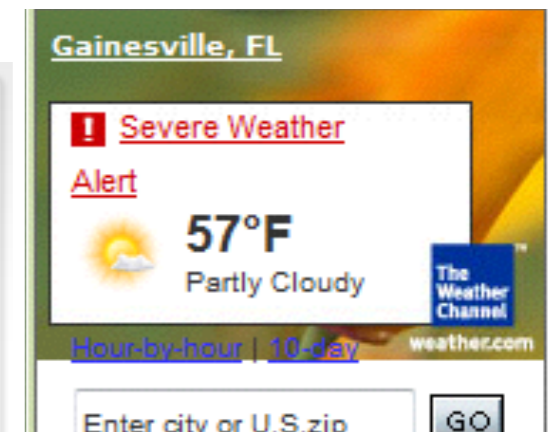 Gainesville, FL
! Severe Weather
Alert
57°F
Partly Cloudy
The
Weather
Channel
TM
weather.com
Hour-by-hour | 10-day
Enter city or U.S.zip
GO